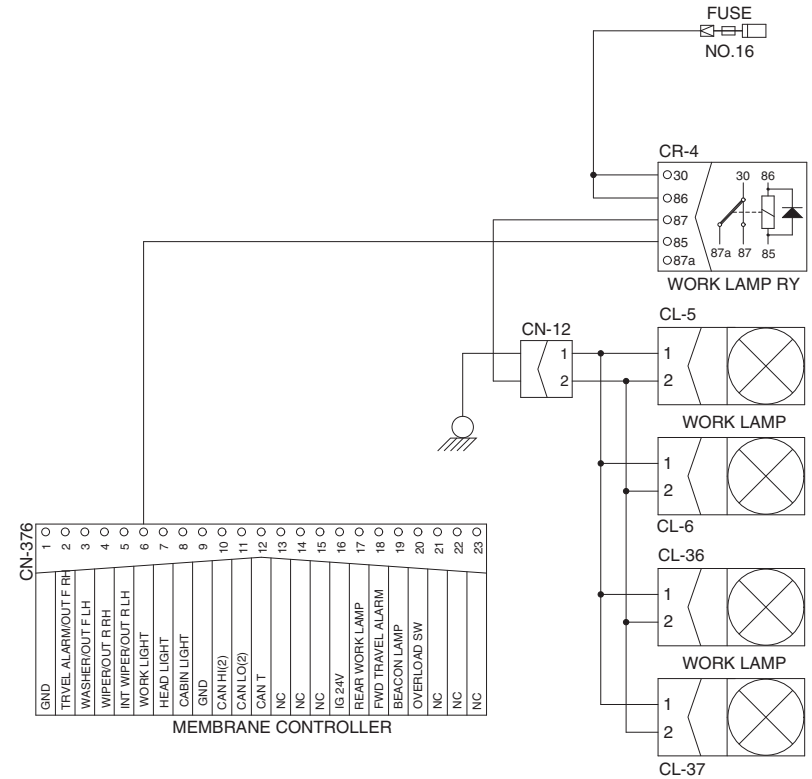 FUSE
NO.16
CR-4
30
86
87
85
87a
30 86
87a 87 85
WORK LAMP RY
CL-5
CN-12
1
2
1
2
WORK LAMP
1
2
CL-6
CL-36
1
2
WORK LAMP
1
2
CL-37
CN-376
1 2 3 4 5 6 7 8 9 10 11 12 13 14 15 16 17 18 19 20 21 22 23
GND
TRVEL ALARM/OUT F RH
WASHER/OUT F LH
WIPER/OUT R RH
INT WIPER/OUT R LH
WORK LIGHT
HEAD LIGHT
CABIN LIGHT
GND
CAN HI(2)
CAN LO(2)
CAN T
NC
NC
NC
IG 24V
REAR WORK LAMP
FWD TRAVEL ALARM
BEACON LAMP
OVERLOAD SW
NC
NC
NC
MEMBRANE CONTROLLER